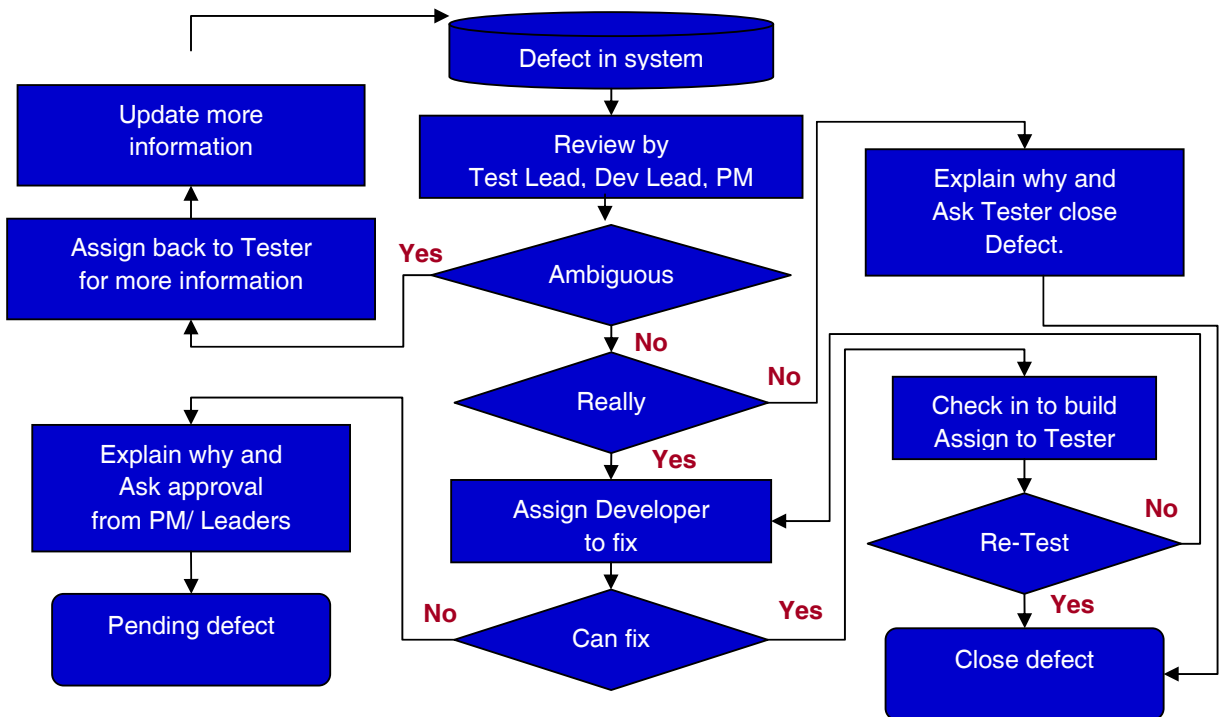 Defect in system
Update more
information
Review by
Test Lead, Dev Lead, PM
Explain why and
Ask Tester close
Defect.
Assign back to Tester
for more information
Yes
Ambiguous
No
No
Really
Check in to build
Assign to Tester
Explain why and
Ask approval
from PM/ Leaders
Yes
Assign Developer
to fix
No
Re-Test
Pending defect
No
Can fix
Yes
Yes
Close defect